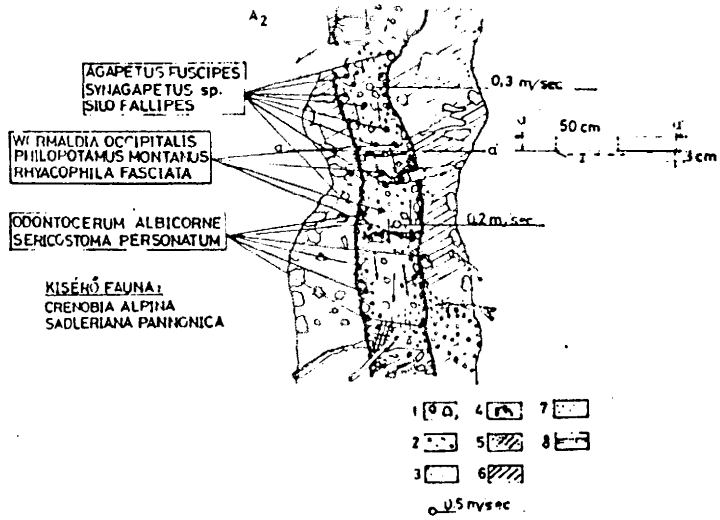 A2
AGAPETUS FUSCIPES
SYNAGAPETUS sp.
SILO PALLIPES
0,3 m/sec
WORMALDIA OCCIPITALIS
PHILOPOTAMUS MONTANUS
RHYACOPHILA FASCIATA
a
a'
50 cm
a'
3 cm
ODONTOCERUM ALBICORNE
SERICOSTOMA PERSONATUM
0,2 m/sec
KISÉRŐ FAUNA:
CRENOBIA ALPINA
SADLERIANA PANNONICA
1 4 7
2 5 8
3 6
0,5 m/sec